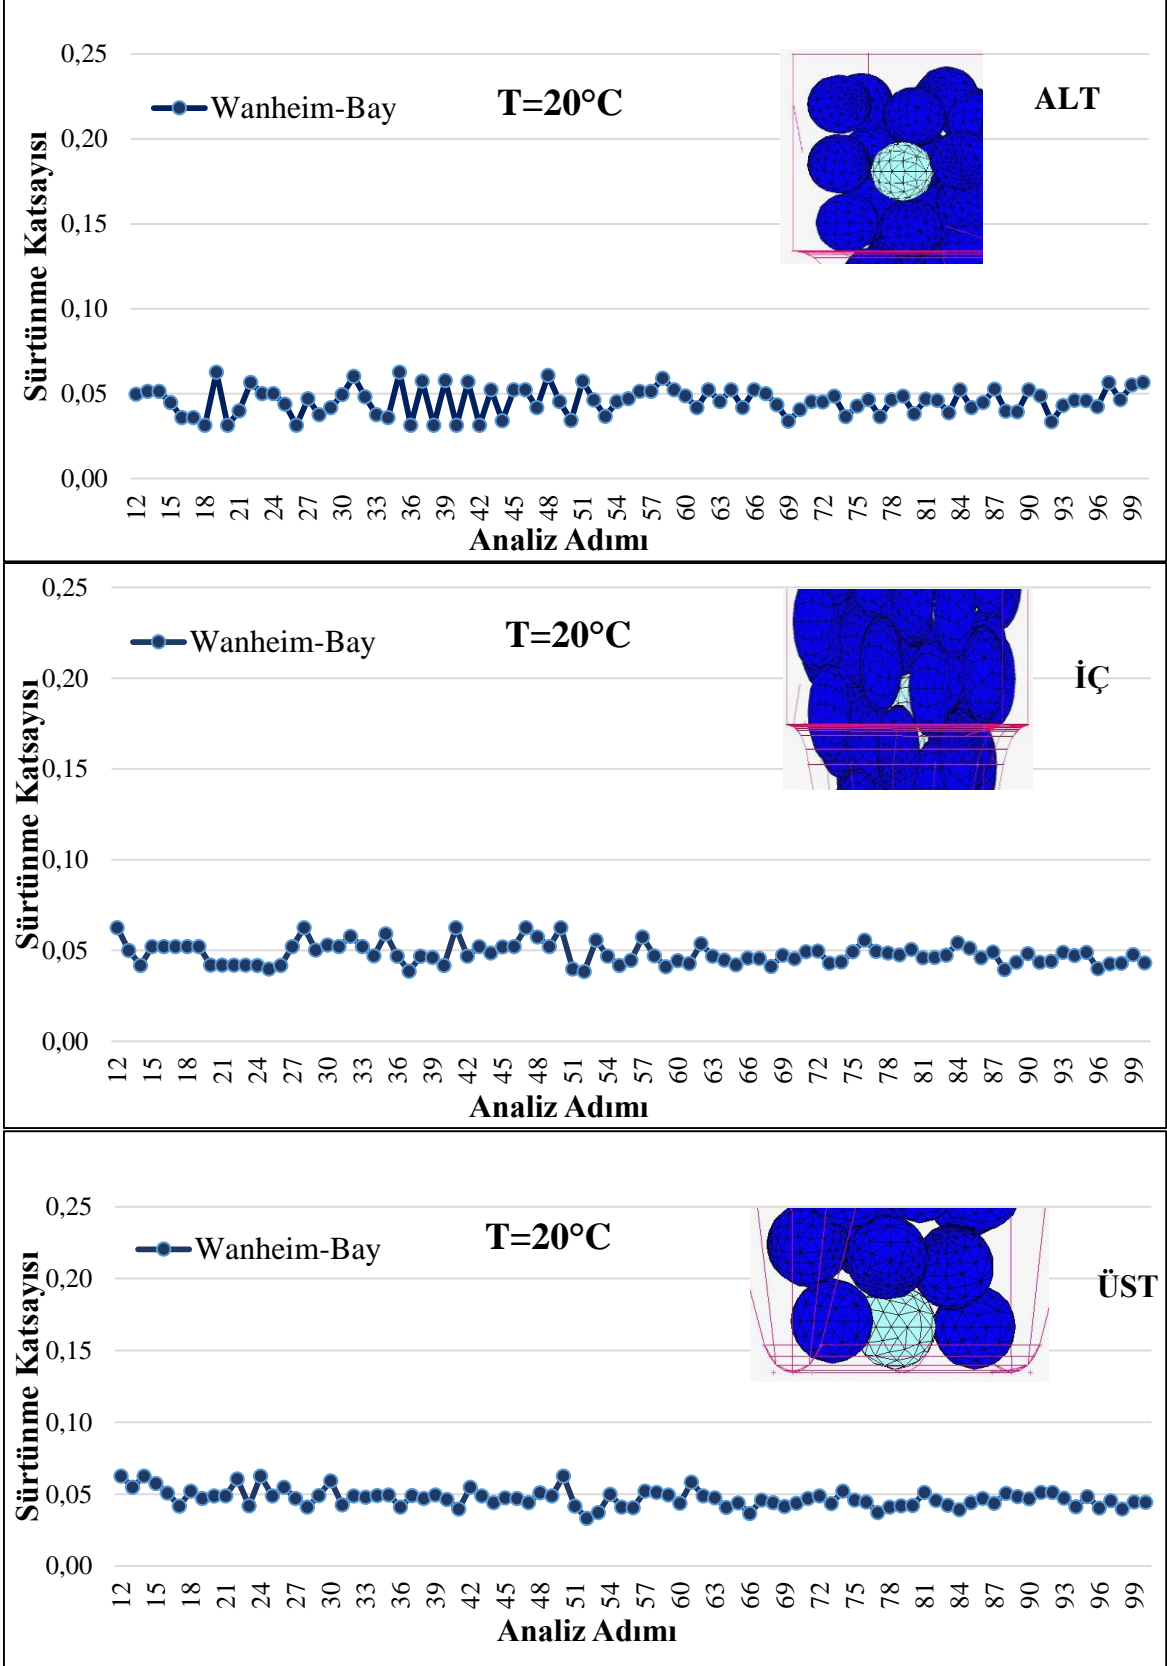 0,25
Wanheim-Bay
T=20°C
ALT
0,20
0,15
0,10
0,05
0,00
Sürtünme Katsayısı
12 15 18 21 24 27 30 33 36 39 42 45 48 51 54 57 60 63 66 69 72 75 78 81 84 87 90 93 96 99
Analiz Adımı
0,25
Wanheim-Bay
T=20°C
İÇ
0,20
0,15
0,10
0,05
0,00
Sürtünme Katsayısı
12 15 18 21 24 27 30 33 36 39 42 45 48 51 54 57 60 63 66 69 72 75 78 81 84 87 90 93 96 99
Analiz Adımı
0,25
Wanheim-Bay
T=20°C
ÜST
0,20
0,15
0,10
0,05
0,00
Sürtünme Katsayısı
12 15 18 21 24 27 30 33 36 39 42 45 48 51 54 57 60 63 66 69 72 75 78 81 84 87 90 93 96 99
Analiz Adımı